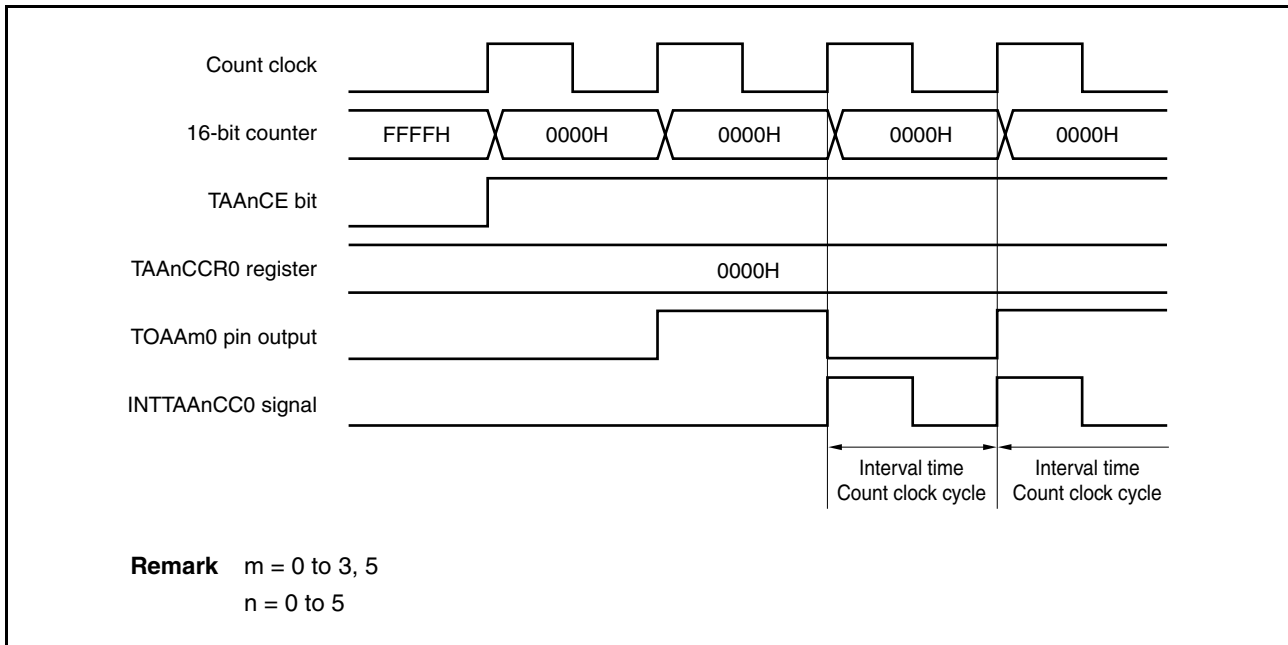 Count clock
16-bit counter FFFFH 0000H 0000H 0000H 0000H
TAAnCE bit
TAAnCCR0 register 0000H
TOAAm0 pin output
INTTAAnCC0 signal
Interval time Interval time
Count clock cycle Count clock cycle
Remark m = 0 to 3, 5
n = 0 to 5